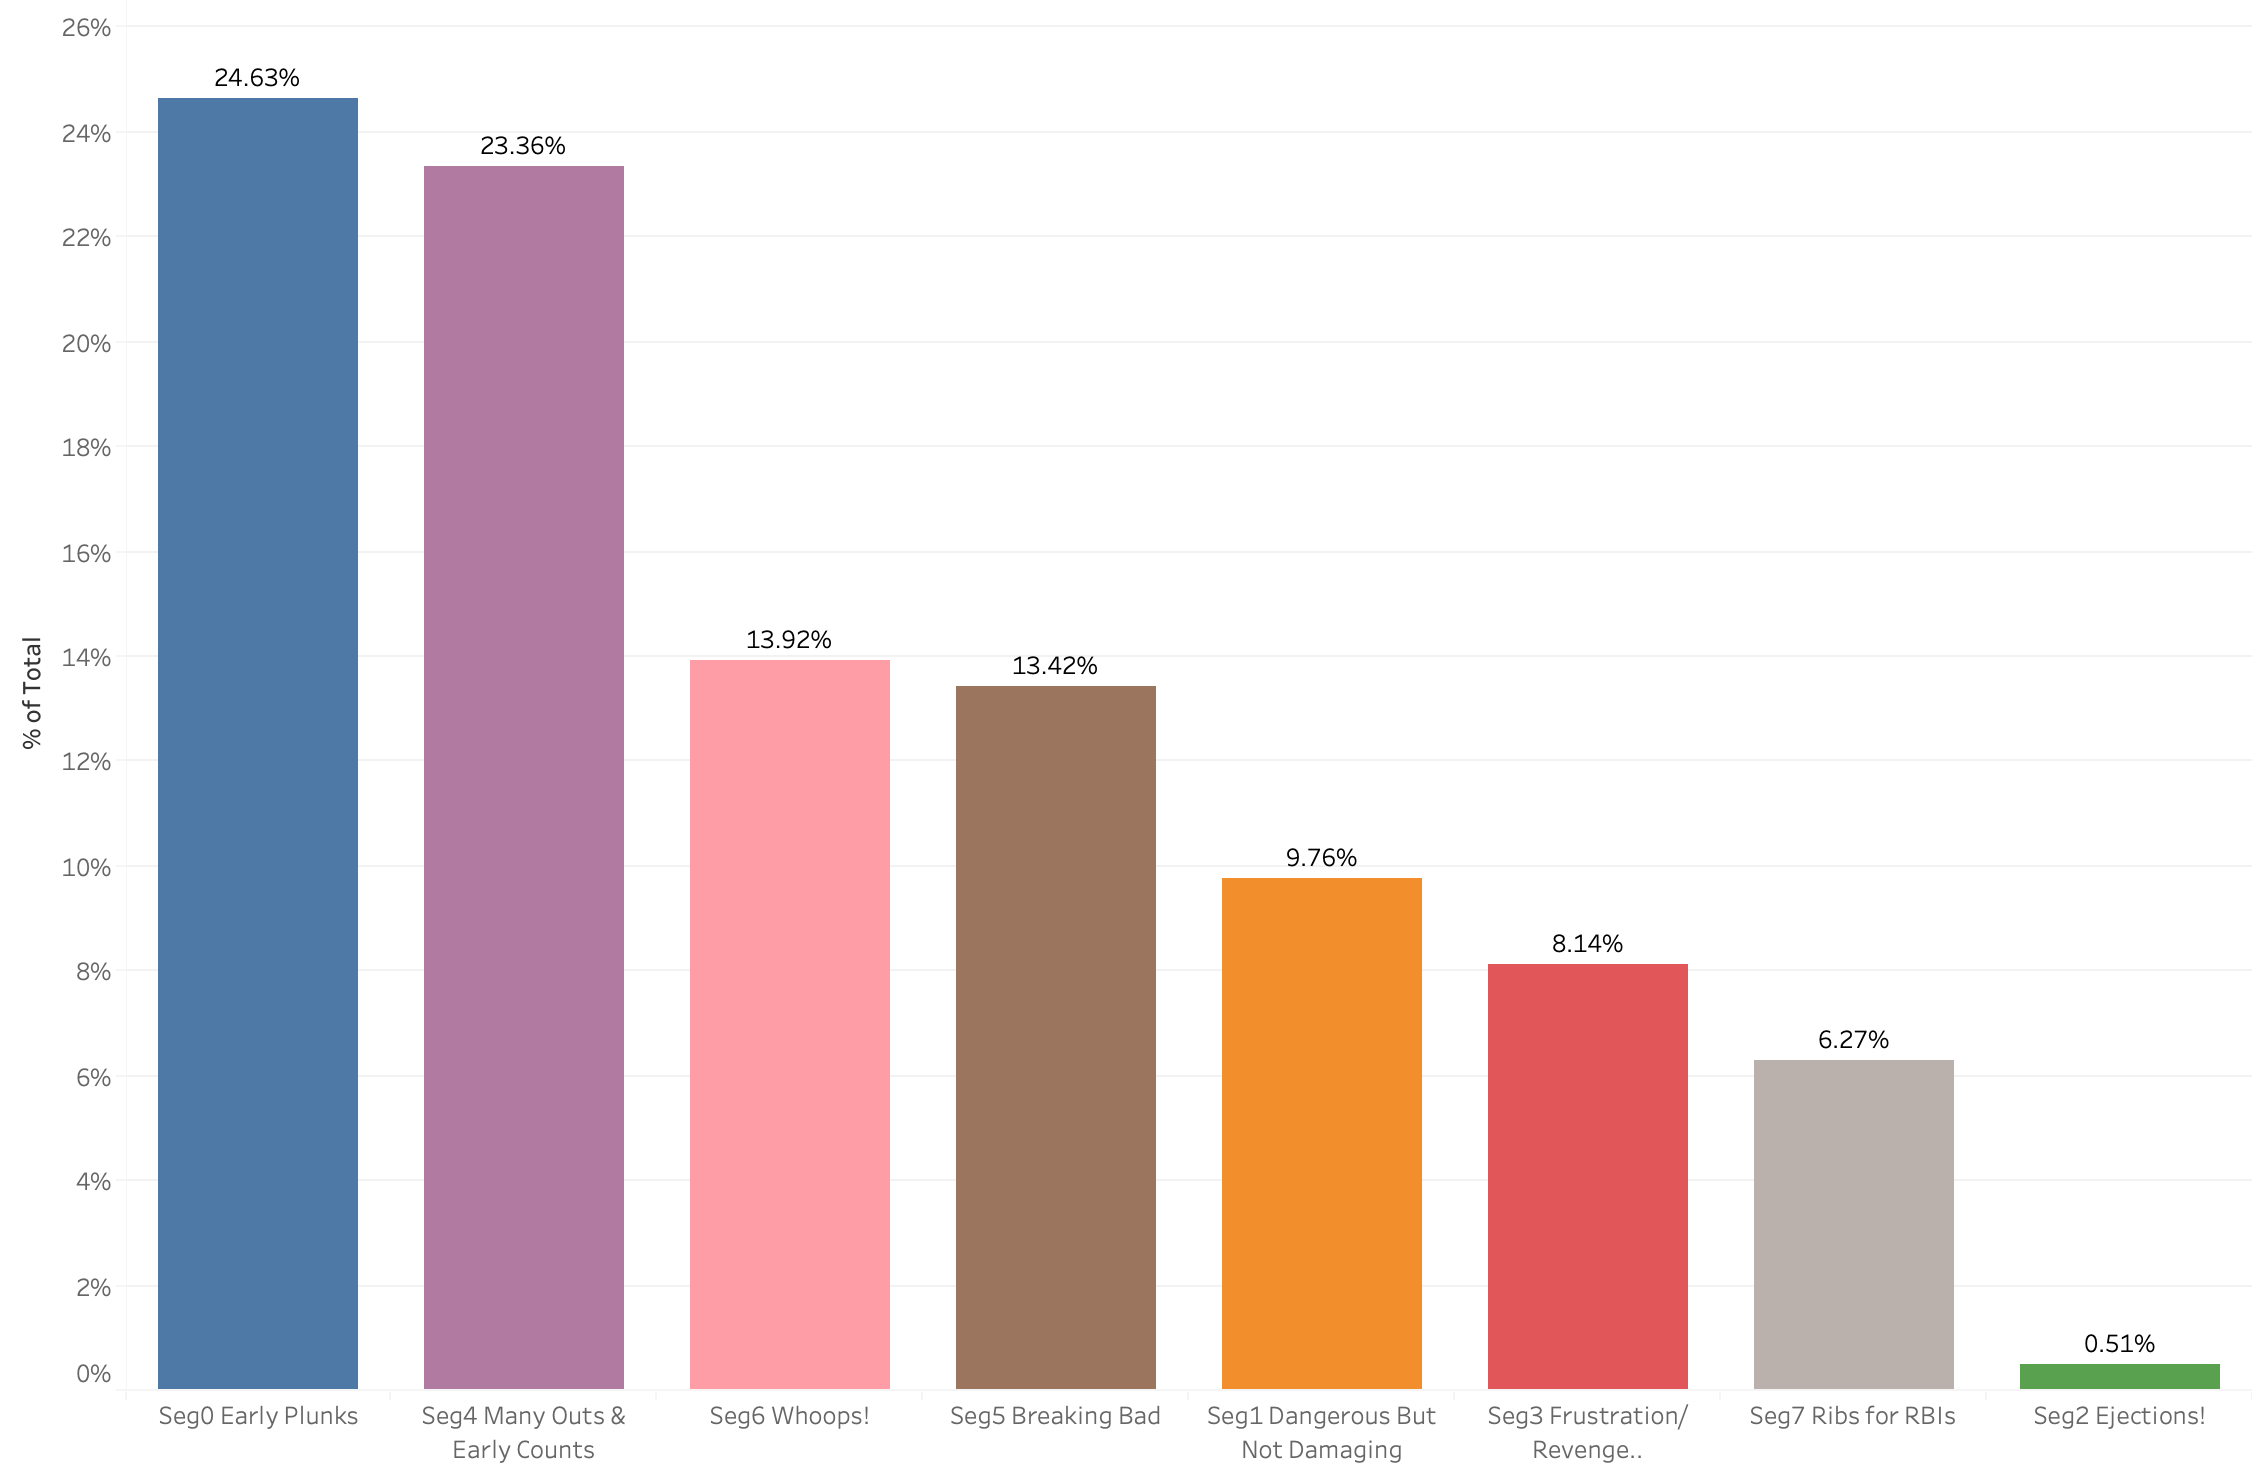 26%
24%
22%
20%
18%
16%
14%
12%
10%
8%
6%
4%
2%
0%
% of Total
24.63%
23.36%
13.92%
13.42%
9.76%
8.14%
6.27%
0.51%
Seg0 Early Plunks
Seg4 Many Outs &
Early Counts
Seg6 Whoops!
Seg5 Breaking Bad
Seg1 Dangerous But
Not Damaging
Seg3 Frustration/
Revenge..
Seg7 Ribs for RBIs
Seg2 Ejections!